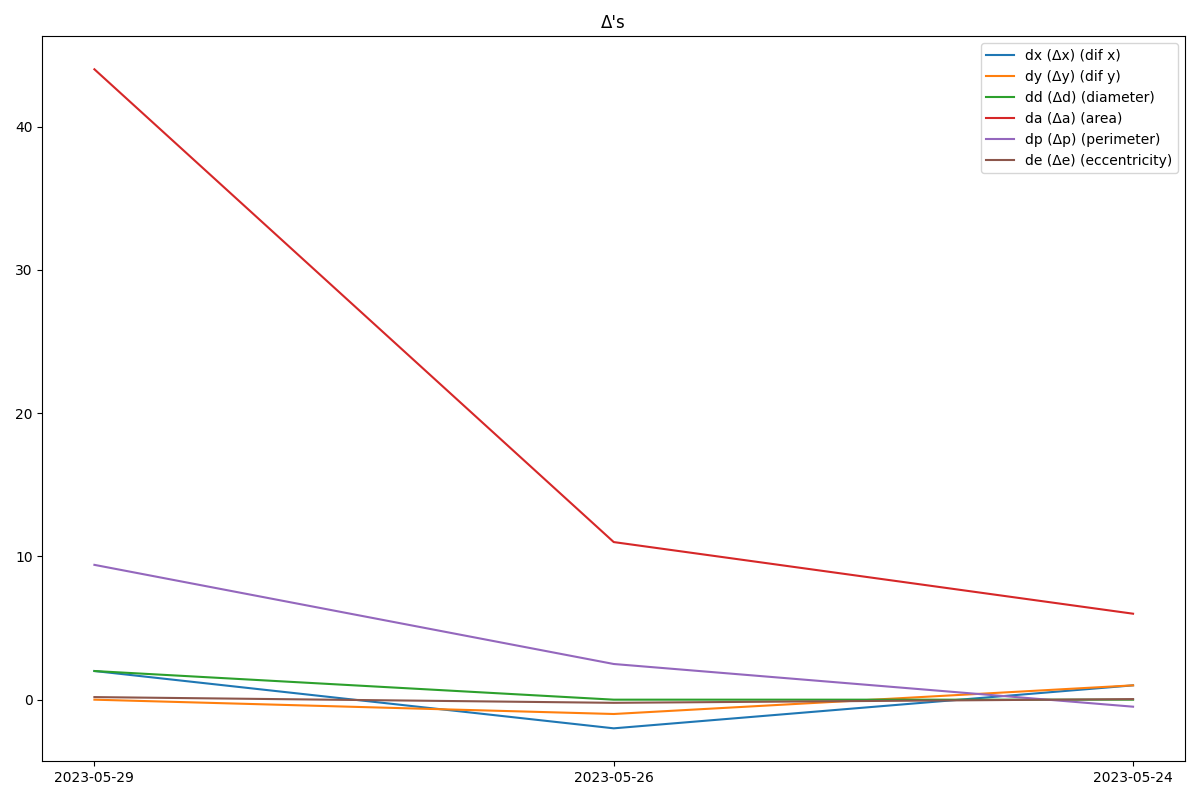 Δ's
dx (Δx) (dif x)
dy (Δy) (dif y)
dd (Δd) (diameter)
da (Δa) (area)
dp (Δp) (perimeter)
de (Δe) (eccentricity)
40
30
20
10
0
2023-05-29
2023-05-26
2023-05-24